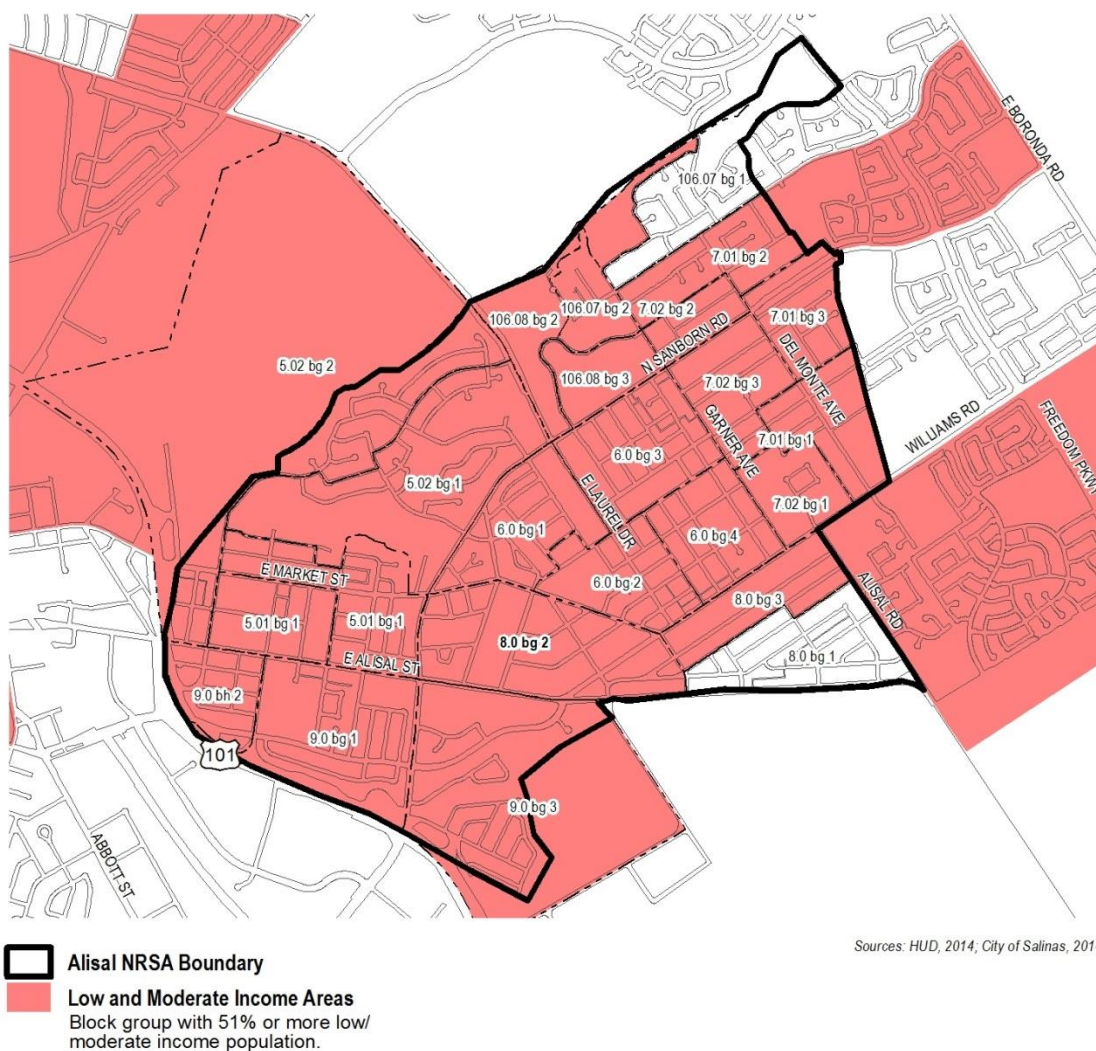 E BORONDA RD
106.07 bg 1
7.01 bg 2
106.07 bg 2
7.02 bg 2
106.08 bg 2
7.01 bg 3
N SANBORN RD
DEL MONTE AVE
5.02 bg 2
106.08 bg 3
7.02 bg 3
GARNER AVE
WILLIAMS RD
FREEDOM PKWY
7.01 bg 1
6.0 bg 3
5.02 bg 1
E LAUREL DR
7.02 bg 1
6.0 bg 1
6.0 bg 4
E MARKET ST
6.0 bg 2
8.0 bg 3
ALISAL RD
5.01 bg 1
5.01 bg 1
8.0 bg 2
8.0 bg 1
E ALISAL ST
9.0 bh 2
9.0 bg 1
101
9.0 bg 3
ABBOTT ST
Sources: HUD, 2014; City of Salinas, 201
Alisal NRSA Boundary
Low and Moderate Income Areas
Block group with 51% or more low/
moderate income population.